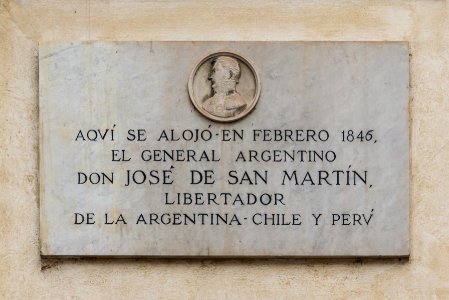 AQVÍ SE ALOJÓ-EN FEBRERO 1846,
EL GENERAL ARGENTINO
DON JOSÉ DE SAN MARTÍN,
LIBERTADOR
DE LA ARGENTINA-CHILE Y PERV́